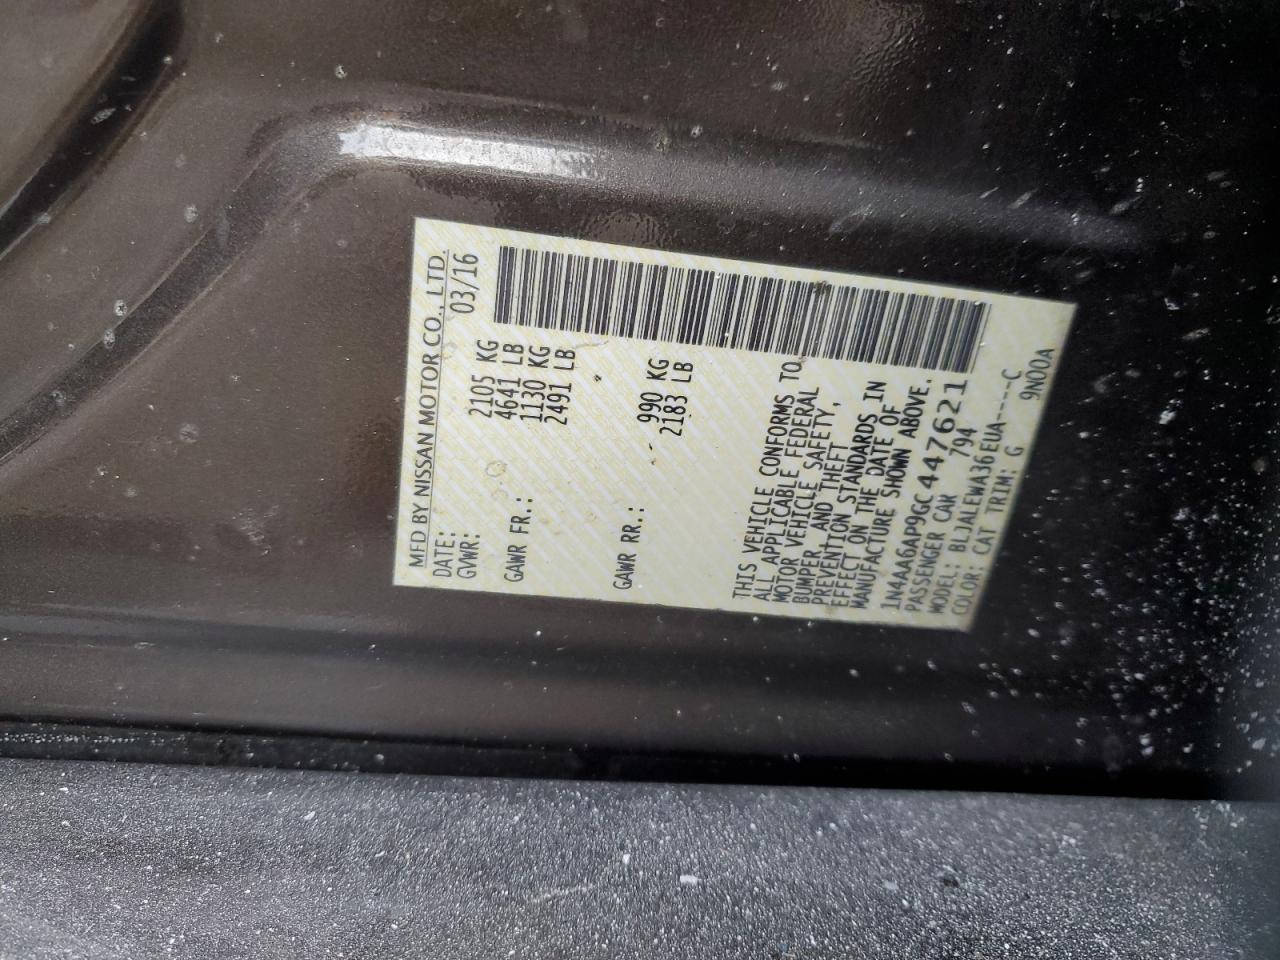 MFD BY NISSAN MOTOR CO., LTD.
DATE: 03/16
GVWR: 2105 KG
4641 LB
GAWR FR.: 1130 KG
2491 LB
GAWR RR.: 990 KG
2183 LB
THIS VEHICLE CONFORMS TO
ALL APPLICABLE FEDERAL
MOTOR VEHICLE SAFETY,
BUMPER, AND THEFT
PREVENTION STANDARDS IN
EFFECT ON THE DATE OF
MANUFACTURE SHOWN ABOVE.
1N4AA6AP9GC447621
PASSENGER CAR 794
MODEL: BLJALEWA36EUA----C
COLOR: CAT TRIM: G 9N00A